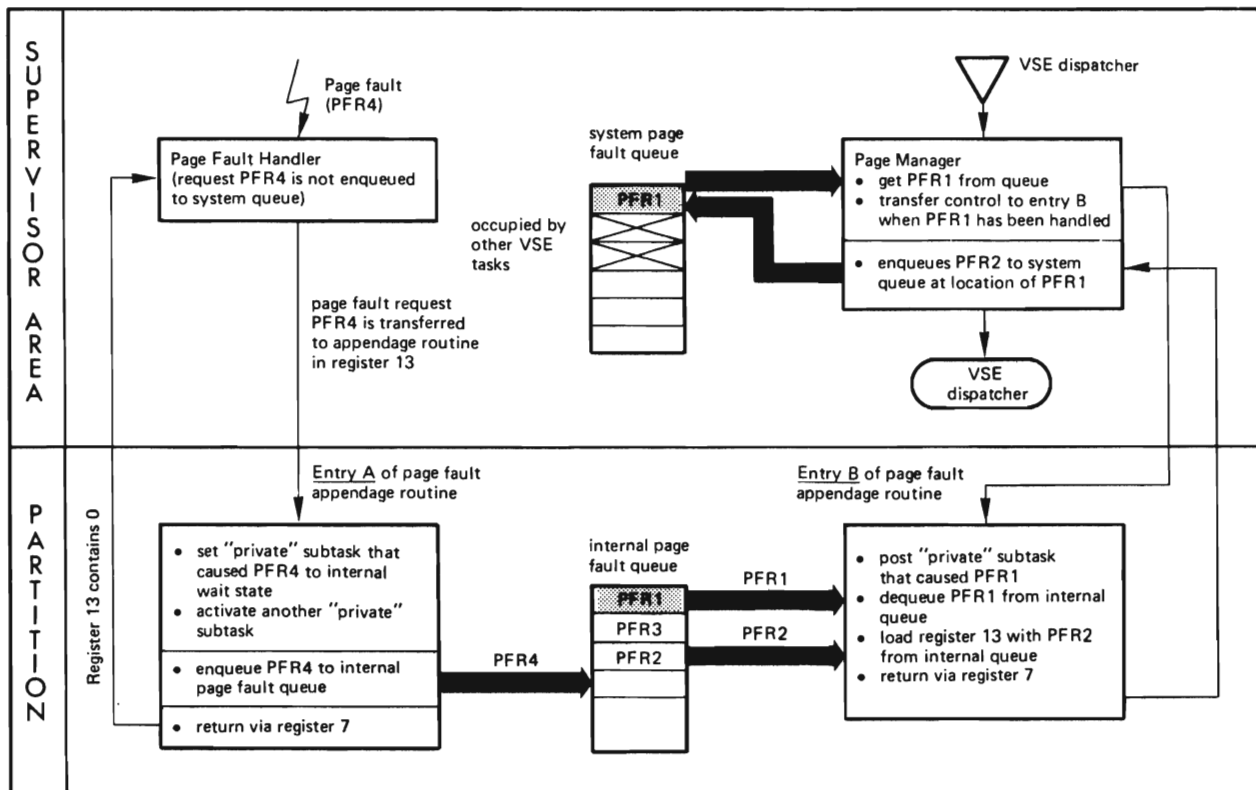 SUPERVISOR AREA
Page fault
(PFR4)
Page Fault Handler
(request PFR4 is not enqueued
to system queue)
page fault request
PFR4 is transferred
to appendage routine
in register 13
system page
fault queue
PFR1
occupied by
other VSE
tasks
VSE dispatcher
Page Manager
• get PFR1 from queue
• transfer control to entry B
when PFR1 has been handled
• enqueues PFR2 to system
queue at location of PFR1
VSE
dispatcher
PARTITION
Register 13 contains 0
Entry A of page fault
appendage routine
• set "private" subtask that
caused PFR4 to internal
wait state
• activate another "private"
subtask
• enqueue PFR4 to internal
page fault queue
• return via register 7
PFR4
internal page
fault queue
PFR1
PFR3
PFR2
PFR1
PFR2
Entry B of page fault
appendage routine
• post "private" subtask
that caused PFR1
• dequeue PFR1 from internal
queue
• load register 13 with PFR2
from internal queue
• return via register 7